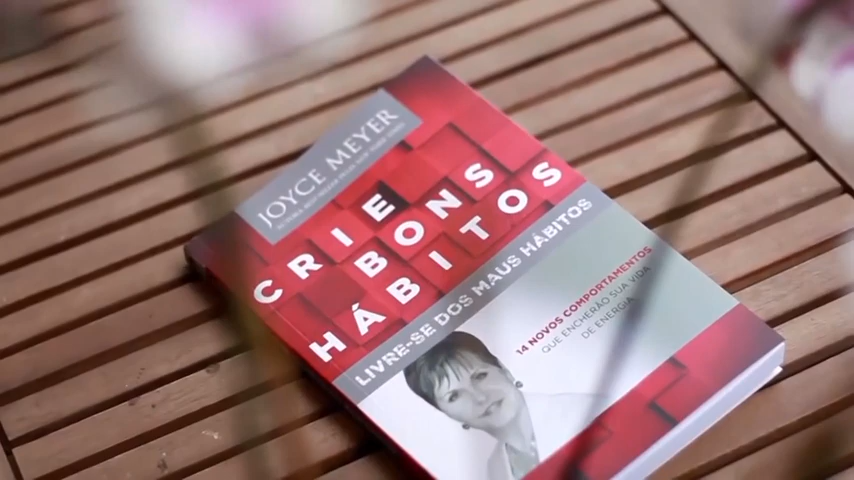 JOYCE MEYER
CRIE
BONS
HÁBITOS
LIVRE-SE DOS MAUS HÁBITOS
14 NOVOS COMPORTAMENTOS
QUE ENCHERÃO SUA VIDA
DE ENERGIA